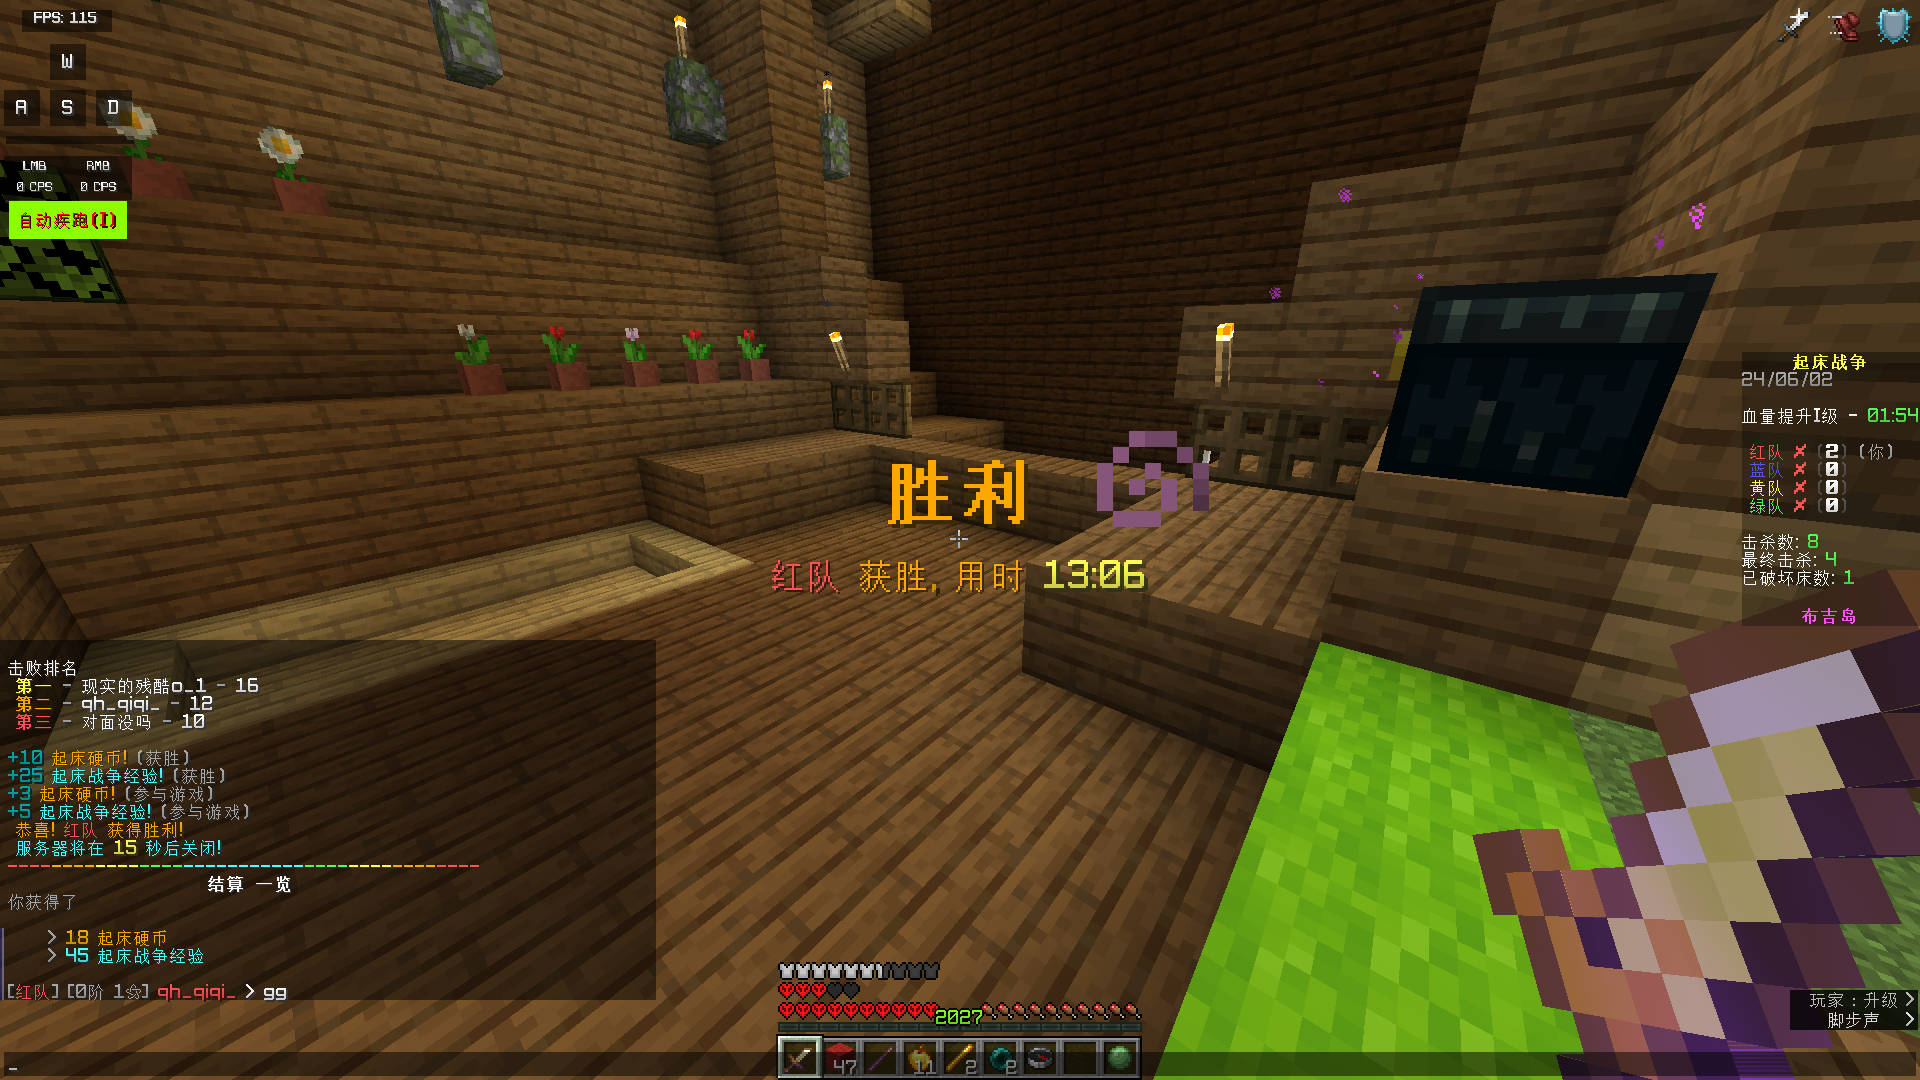 FPS: 115
W
A S D
LMB RMB
0 CPS 0 CPS
自动疾跑(I)
起床战争
24/06/02
血量提升I级 - 01:54
红队 ✘ (2) (你)
蓝队 ✘ (0)
黄队 ✘ (0)
绿队 ✘ (0)
击杀数: 8
最终击杀: 4
已破坏床数: 1
布吉岛
胜利
红队 获胜, 用时 13:06
击败排名
第一 - 现实的残酷o_1 - 16
第二 - qh_qiqi_ - 12
第三 - 对面没吗 - 10
+10 起床硬币! (获胜)
+25 起床战争经验! (获胜)
+3 起床硬币! (参与游戏)
+5 起床战争经验! (参与游戏)
恭喜! 红队 获得胜利!
服务器将在 15 秒后关闭!
结算 一览
你获得了
> 18 起床硬币
> 45 起床战争经验
[红队] [0阶 1✩] qh_qiqi_ > gg
玩家：升级 >
脚步声 >
2027
47 11 2 2